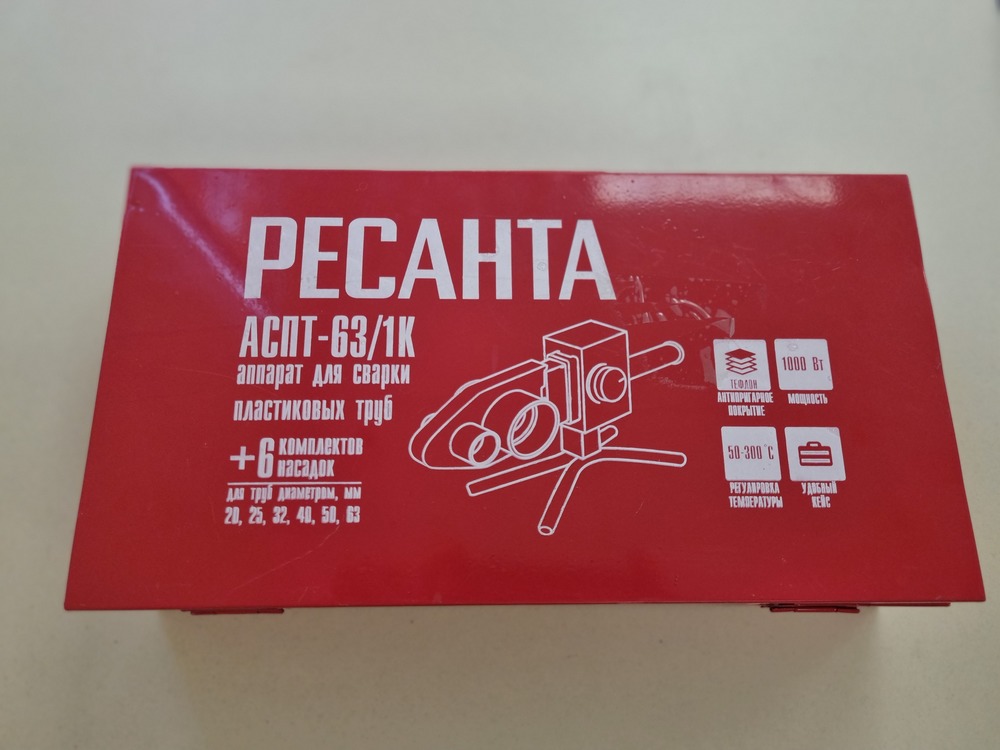 РЕСАНТА
АСПТ-63/1К
аппарат для сварки
пластиковых труб
+6 комплектов
насадок
для труб диаметром, мм
20, 25, 32, 40, 50, 63
ТЕФЛОН
АНТИПРИГАРНОЕ
ПОКРЫТИЕ
1000 Вт
МОЩНОСТЬ
50-300°С
РЕГУЛИРОВКА
ТЕМПЕРАТУРЫ
УДОБНЫЙ
КЕЙС